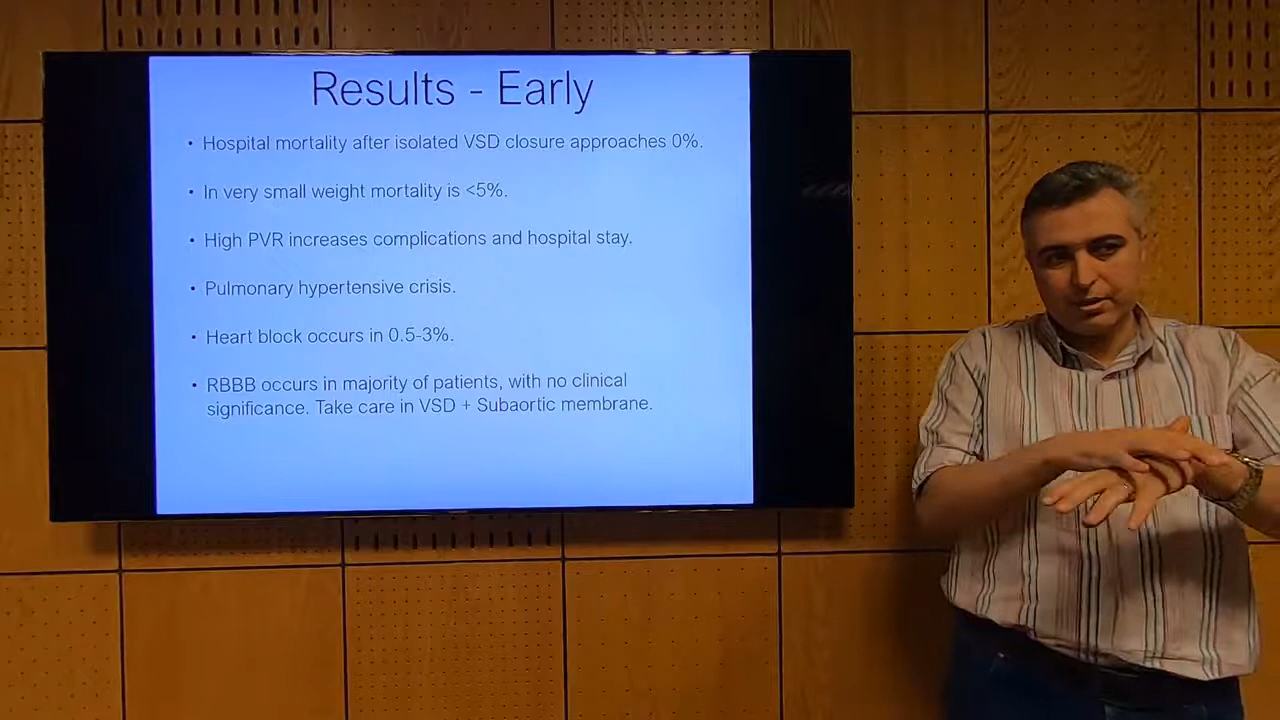 Results - Early
• Hospital mortality after isolated VSD closure approaches 0%.
• In very small weight mortality is <5%.
• High PVR increases complications and hospital stay.
• Pulmonary hypertensive crisis.
• Heart block occurs in 0.5-3%.
• RBBB occurs in majority of patients, with no clinical
significance. Take care in VSD + Subaortic membrane.